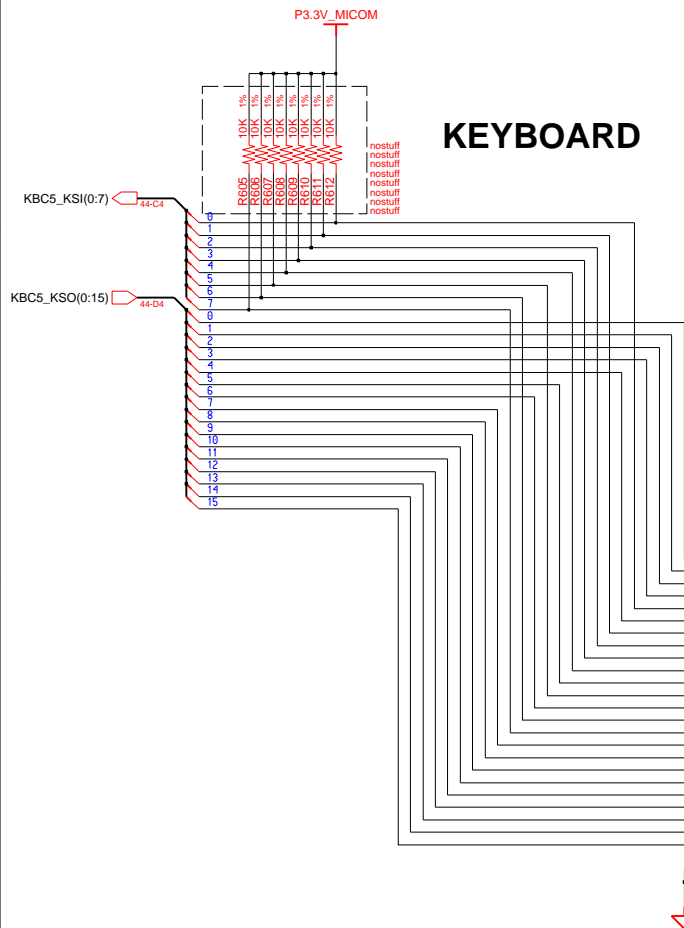 P3.3V_MICOM
KEYBOARD
10K 1%
10K 1%
10K 1%
10K 1%
10K 1%
10K 1%
10K 1%
10K 1%
nostuff
nostuff
nostuff
nostuff
nostuff
nostuff
nostuff
nostuff
R605
R606
R607
R608
R609
R610
R611
R612
KBC5_KSI(0:7)
44-C4
0
1
2
3
4
5
6
7
KBC5_KSO(0:15)
44-D4
0
1
2
3
4
5
6
7
8
9
10
11
12
13
14
15